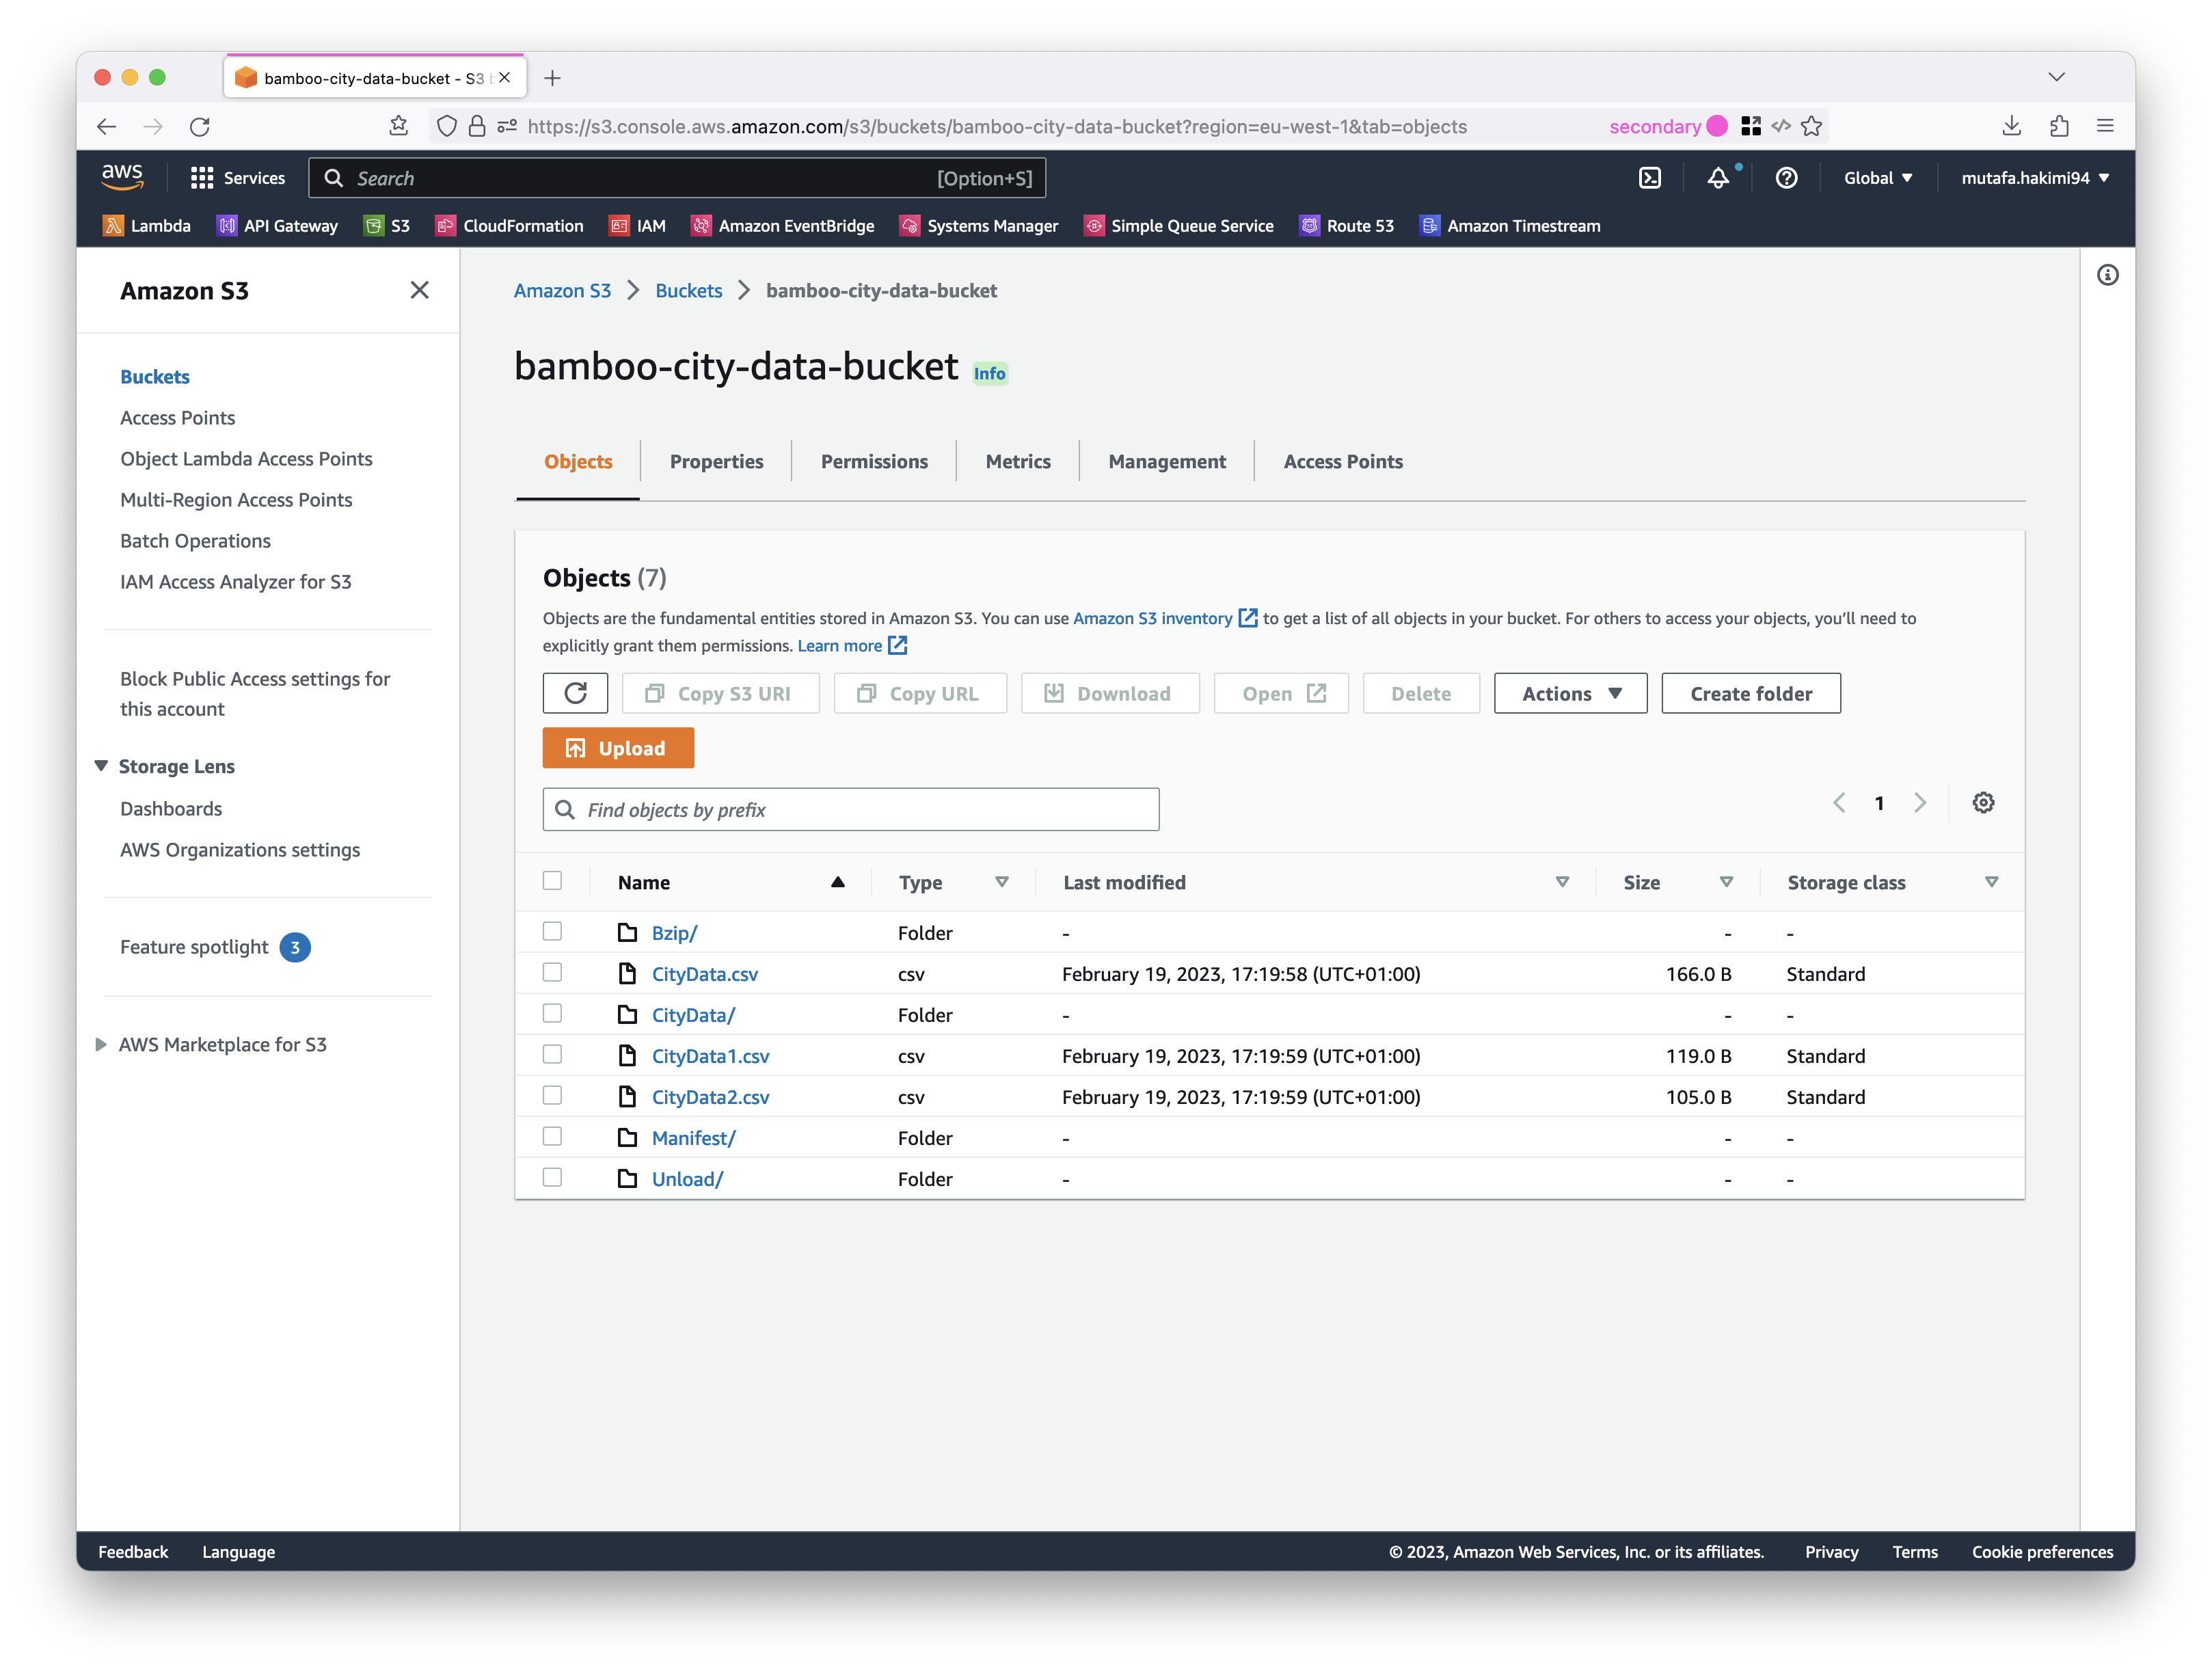 bamboo-city-data-bucket - S3
https://s3.console.aws.amazon.com/s3/buckets/bamboo-city-data-bucket?region=eu-west-1&tab=objects secondary
aws Services Search [Option+S] Global mutafa.hakimi94
Lambda API Gateway S3 CloudFormation IAM Amazon EventBridge Systems Manager Simple Queue Service Route 53 Amazon Timestream
Amazon S3
Buckets
Access Points
Object Lambda Access Points
Multi-Region Access Points
Batch Operations
IAM Access Analyzer for S3
Block Public Access settings for
this account
Storage Lens
Dashboards
AWS Organizations settings
Feature spotlight 3
AWS Marketplace for S3
Amazon S3 Buckets bamboo-city-data-bucket
bamboo-city-data-bucket Info
Objects Properties Permissions Metrics Management Access Points
Objects (7)
Objects are the fundamental entities stored in Amazon S3. You can use Amazon S3 inventory to get a list of all objects in your bucket. For others to access your objects, you’ll need to
explicitly grant them permissions. Learn more
Copy S3 URI Copy URL Download Open Delete Actions Create folder
Upload
Find objects by prefix 1
Name Type Last modified Size Storage class
Bzip/ Folder - - -
CityData.csv csv February 19, 2023, 17:19:58 (UTC+01:00) 166.0 B Standard
CityData/ Folder - - -
CityData1.csv csv February 19, 2023, 17:19:59 (UTC+01:00) 119.0 B Standard
CityData2.csv csv February 19, 2023, 17:19:59 (UTC+01:00) 105.0 B Standard
Manifest/ Folder - - -
Unload/ Folder - - -
Feedback Language © 2023, Amazon Web Services, Inc. or its affiliates. Privacy Terms Cookie preferences